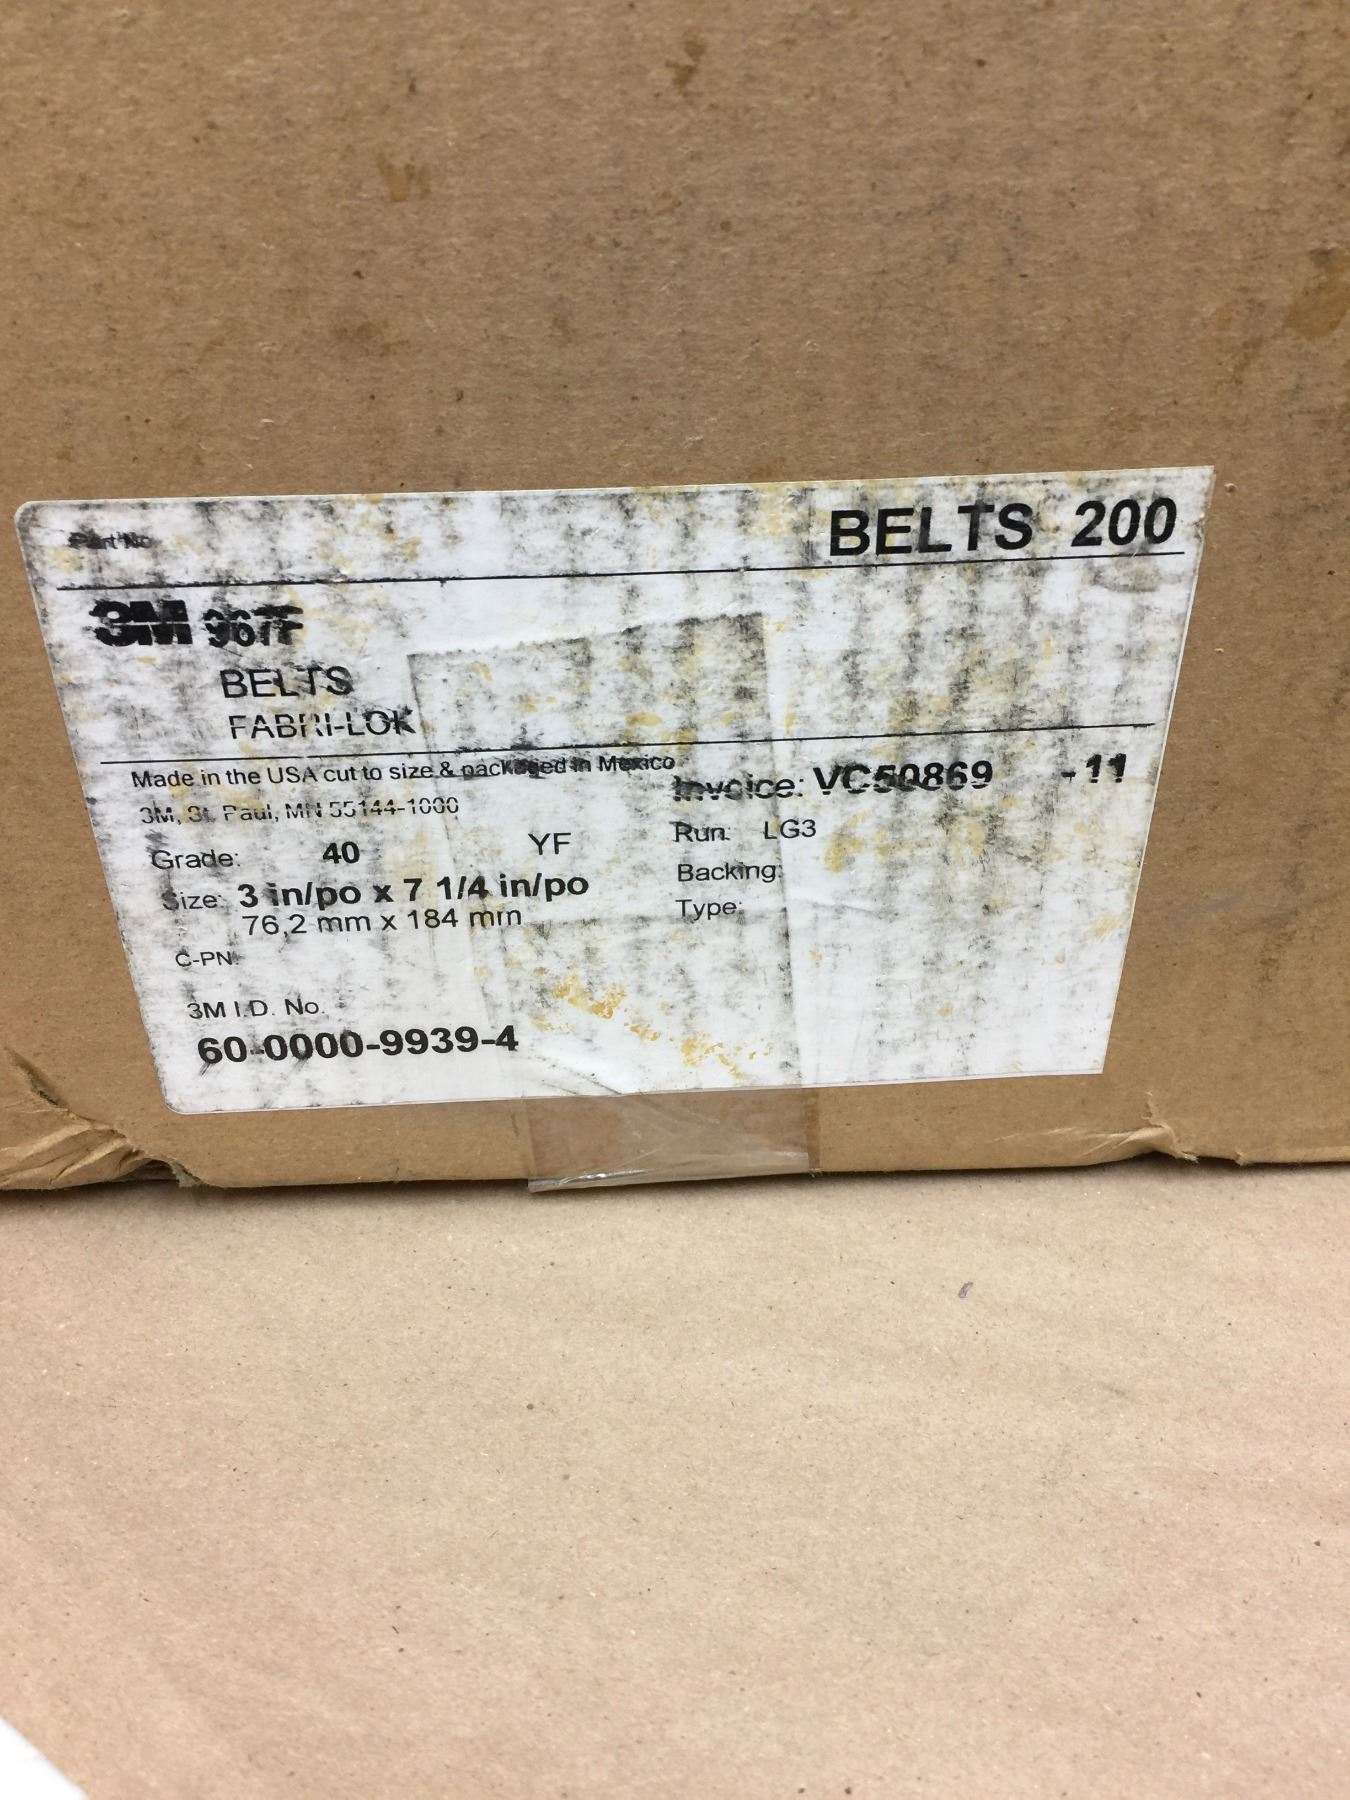 Part No
BELTS 200
3M 967F
BELTS
FABRI-LOK
Made in the USA cut to size & packaged in Mexico
3M, St. Paul, MN 55144-1000
Invoice: VC50869 -11
Grade: 40 YF
Run: LG3
Size: 3 in/po x 7 1/4 in/po
76,2 mm x 184 mm
Backing:
Type:
C-PN:
3M I.D. No.
60-0000-9939-4